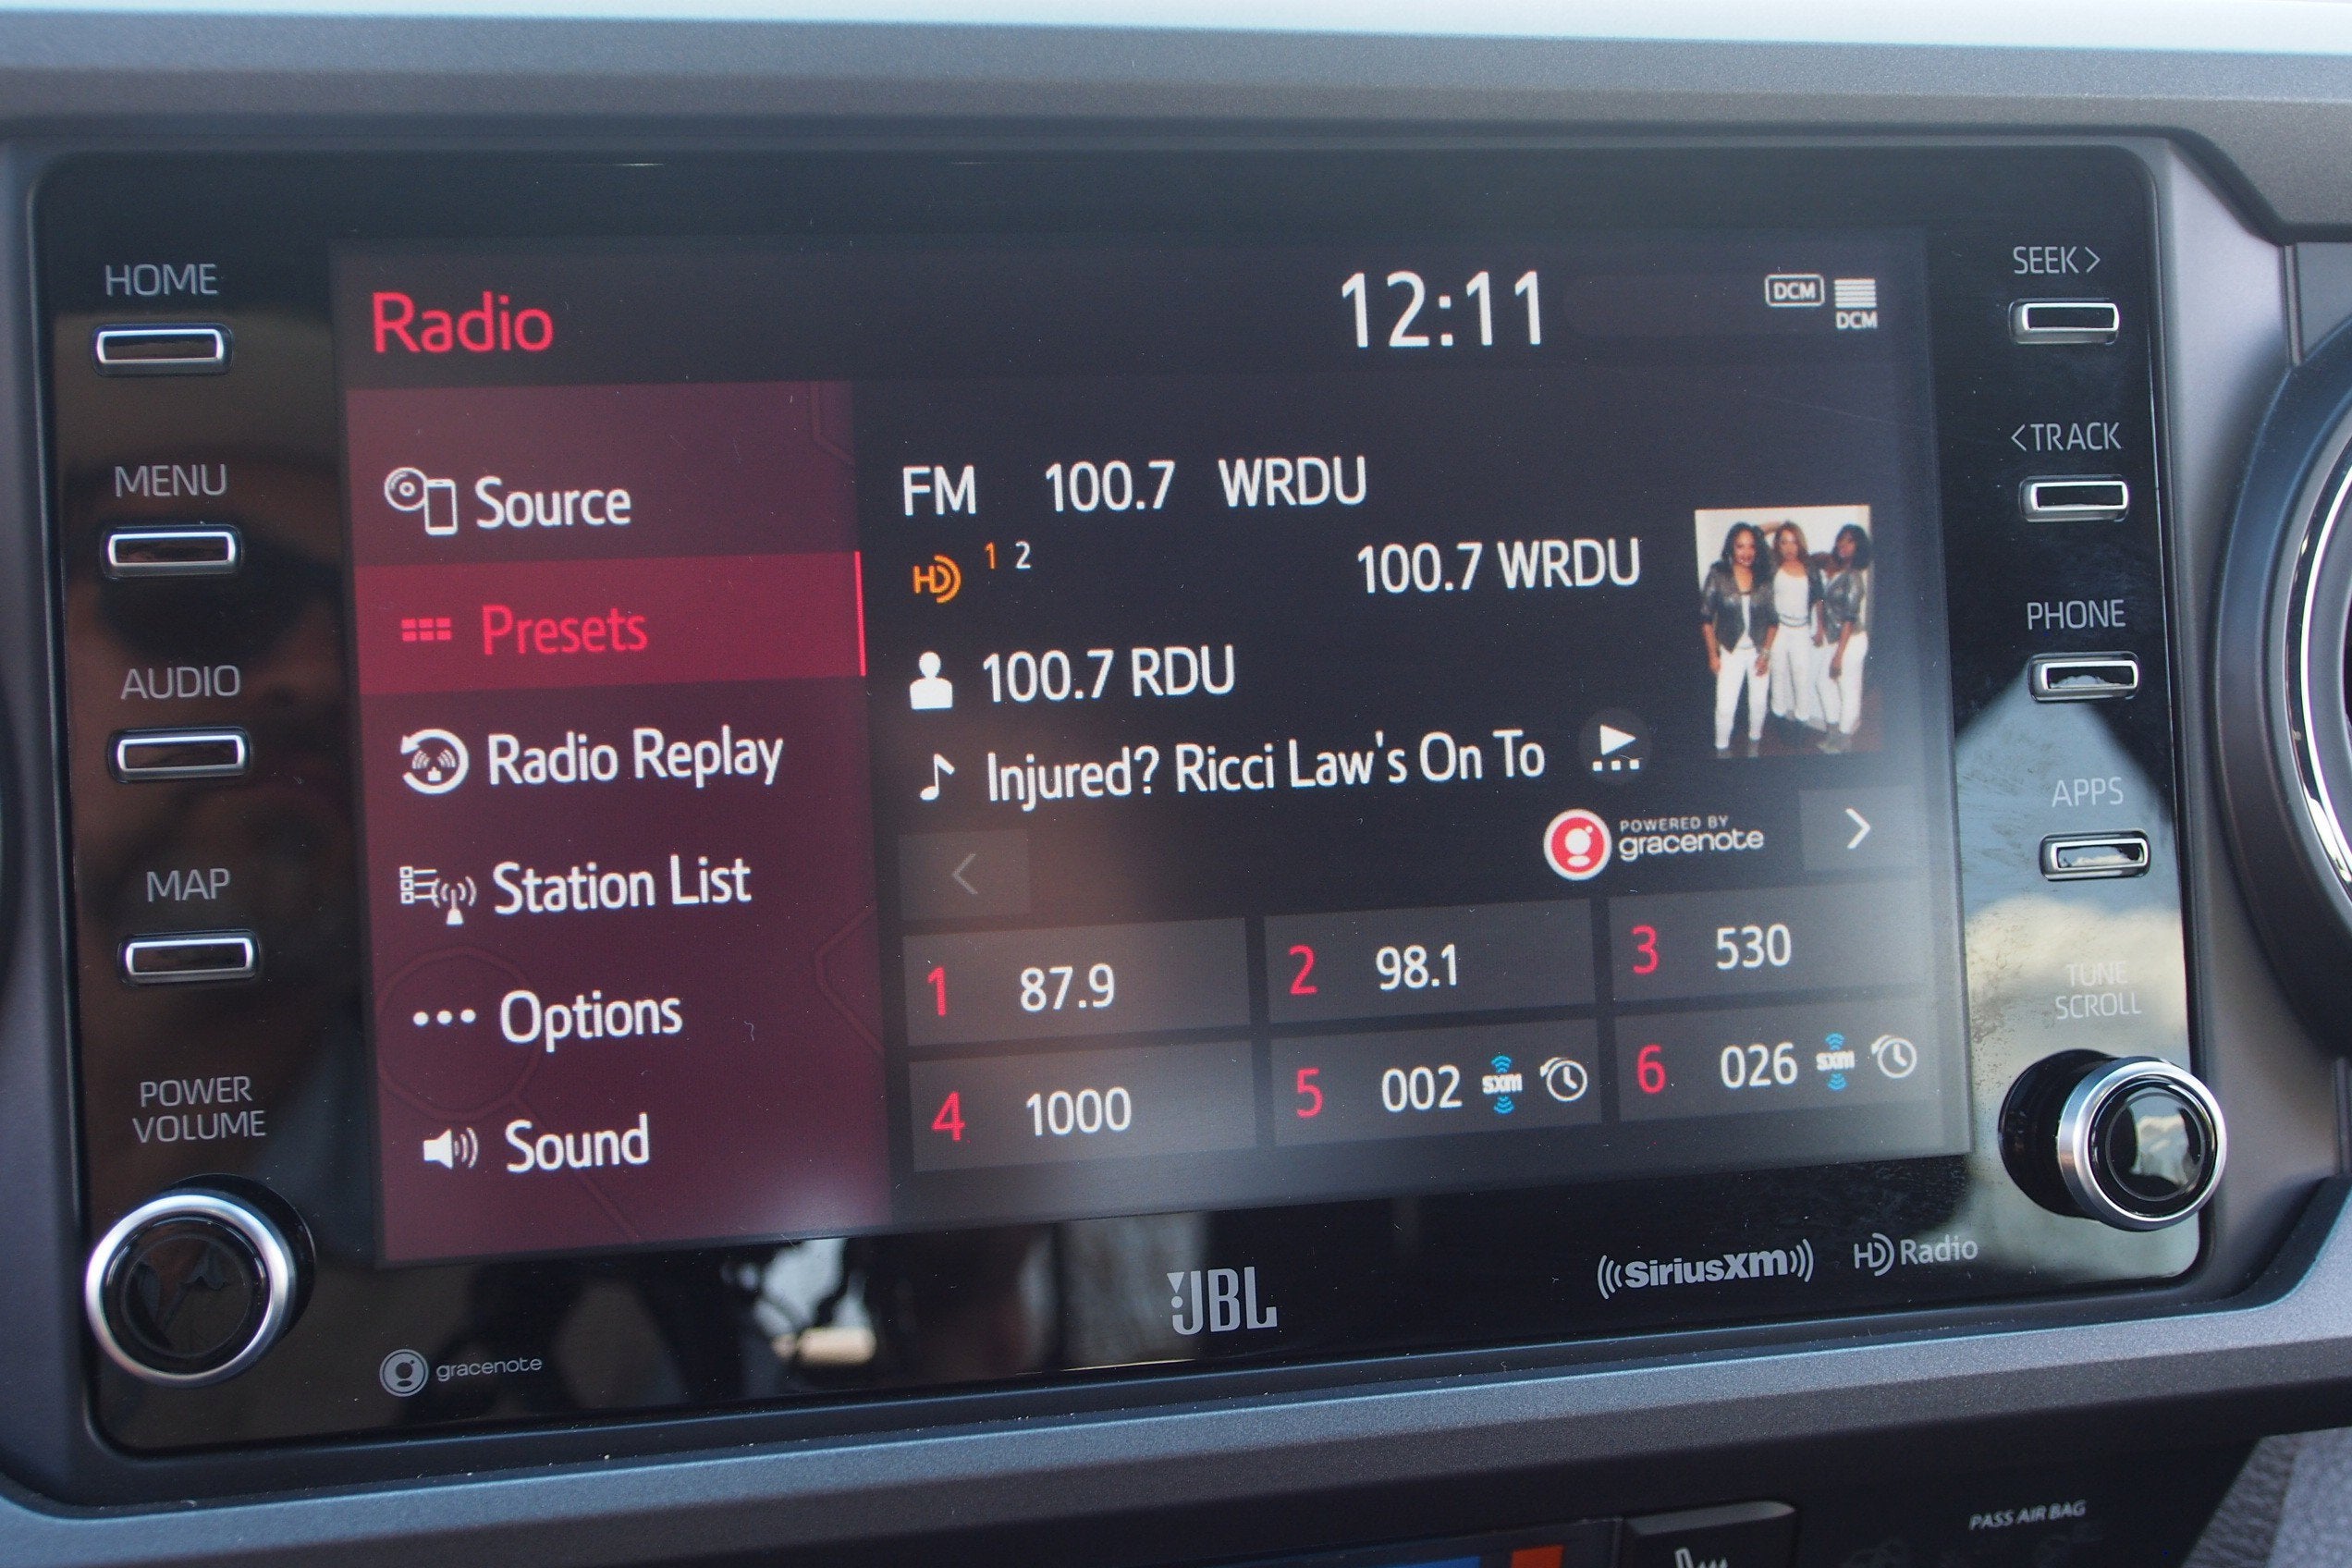 HOME
MENU
AUDIO
MAP
POWER
VOLUME
Radio
12:11
DCM
DCM
Source
Presets
Radio Replay
Station List
Options
Sound
FM 100.7 WRDU
HD 1 2 100.7 WRDU
100.7 RDU
Injured? Ricci Law's On To
POWERED BY
gracenote
1 87.9
2 98.1
3 530
4 1000
5 002 sxm
6 026 sxm
SEEK>
<TRACK
PHONE
APPS
TUNE
SCROLL
gracenote
JBL
((SiriusXM))
HD Radio
PASS AIR BAG